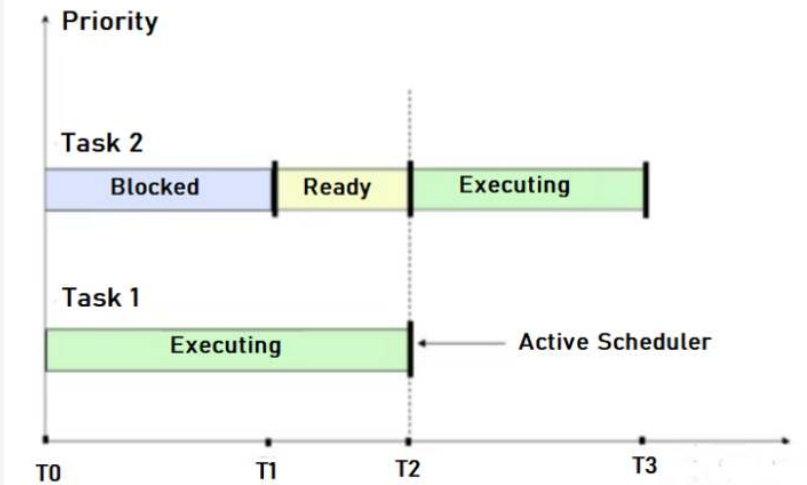 Priority
Task 2
Blocked
Ready
Executing
Task 1
Executing
Active Scheduler
T0
T1
T2
T3